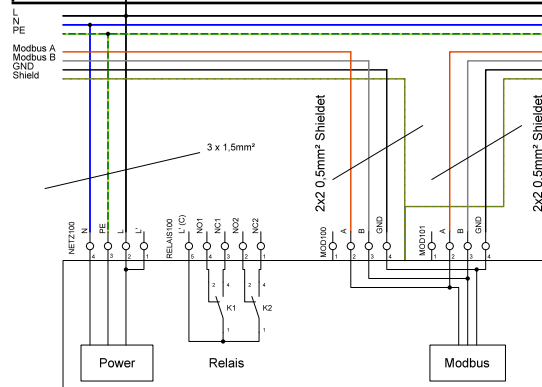 L
N
PE
Modbus A
Modbus B
GND
Shield
3 x 1,5mm²
2x2 0,5mm² Shieldet
2x2 0,5mm² Shieldet
NETZ100
N
PE
L
L'
4
3
2
1
RELAIS100
L' (C)
NO1
NC1
NO2
NC2
5
4
3
2
1
MOD100
A
B
GND
1
2
3
4
MOD101
A
B
GND
1
2
3
4
2
4
K1
1
2
4
K2
1
Power
Relais
Modbus